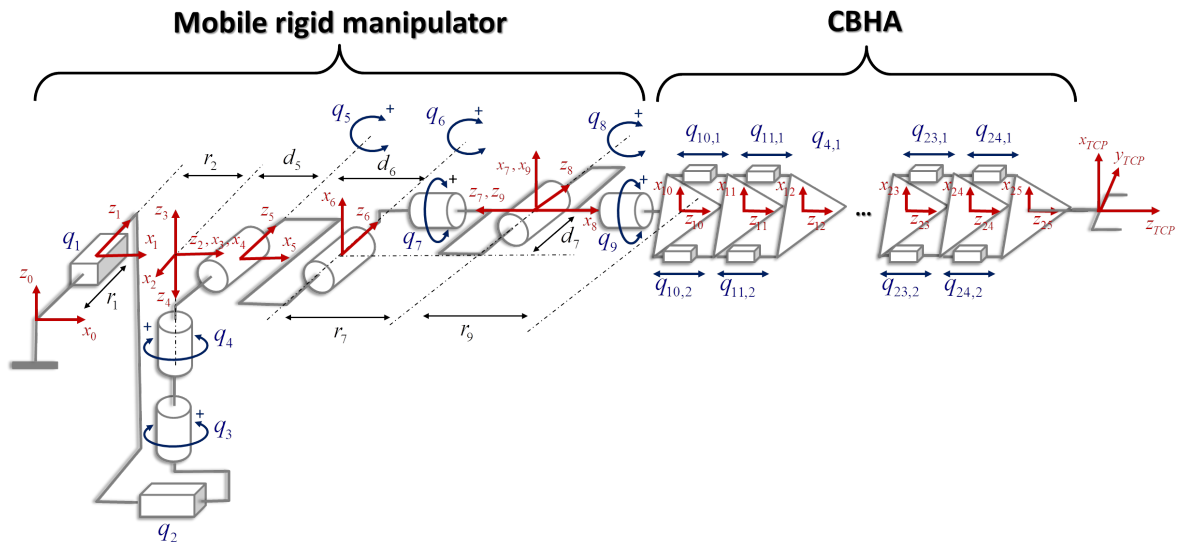 Mobile rigid manipulator
CBHA
q5 + q6 + q8 +
q10,1 q11,1 q4,1 q23,1 q24,1
r2 d5 d6
x7, x9 z8
xTCP yTCP
z1 z3 x6 z5 z6 + z7, z9 + x10 x11 x12 x23 x24 x25
q1 x1 z2, x3, x4 x5 q7 d7 x8 q9 z10 z11 z12 ... z23 z24 z25 zTCP
z0 r1 x2 z4
q10,2 q11,2 q23,2 q24,2
x0 + q4 r7 r9
+ q3
q2